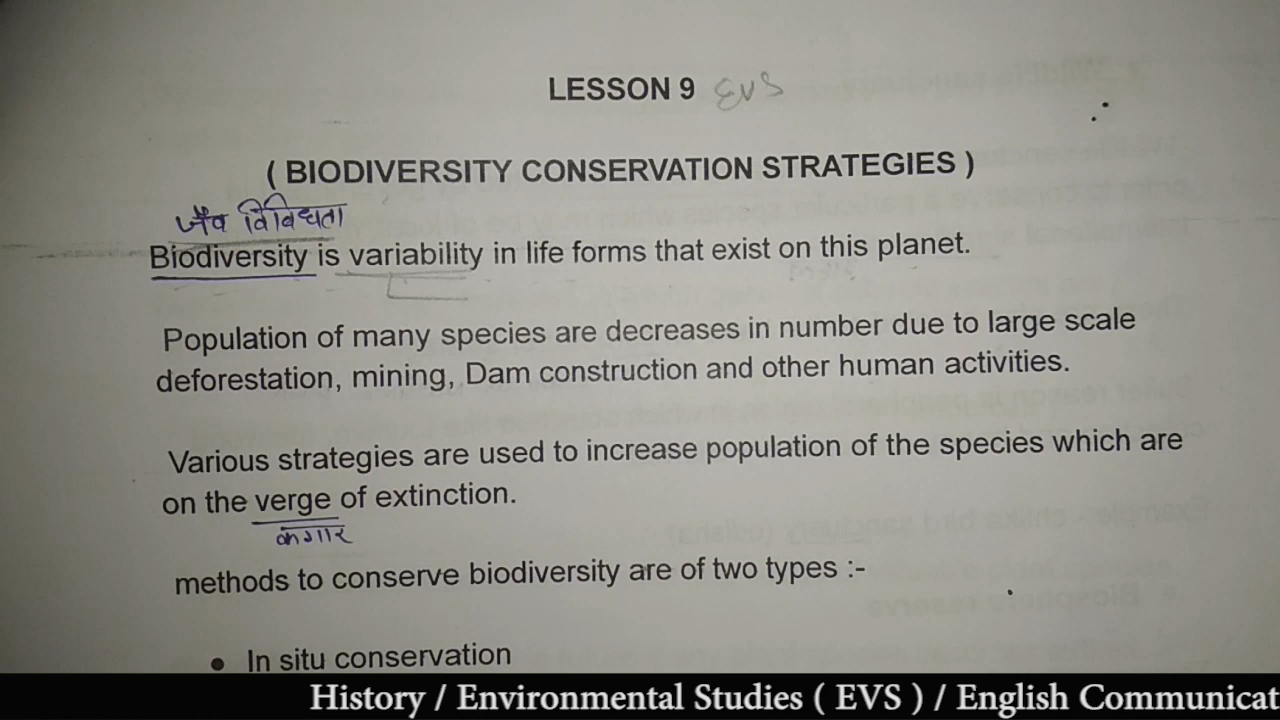 LESSON 9 EVS
( BIODIVERSITY CONSERVATION STRATEGIES )
जैव विविधता
Biodiversity is variability in life forms that exist on this planet.
Population of many species are decreases in number due to large scale
deforestation, mining, Dam construction and other human activities.
Various strategies are used to increase population of the species which are
on the verge of extinction.
कगार
methods to conserve biodiversity are of two types :-
• In situ conservation
History / Environmental Studies ( EVS ) / English Communicat